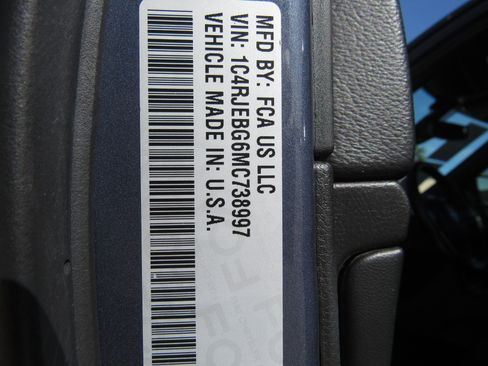 MFD BY: FCA US LLC
VIN: 1C4RJEBG6MC738997
VEHICLE MADE IN: U.S.A.